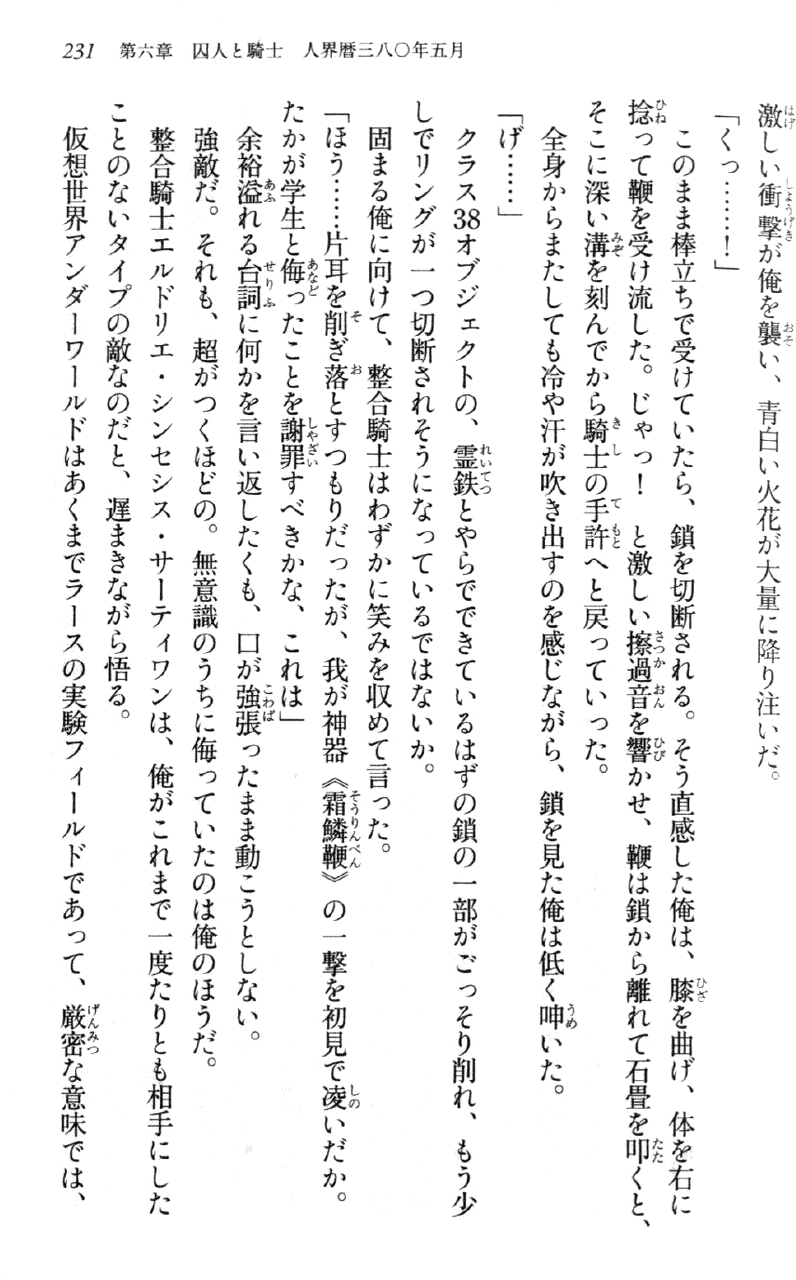 231　第六章　囚人と騎士　人界暦三八〇年五月
激しい衝撃が俺を襲い、青白い火花が大量に降り注いだ。
「くっ……！」
　このまま棒立ちで受けていたら、鎖を切断される。そう直感した俺は、膝を曲げ、体を右に
捻って鞭を受け流した。じゃっ！　と激しい擦過音を響かせ、鞭は鎖から離れて石畳を叩くと、
そこに深い溝を刻んでから騎士の手許へと戻っていった。
　全身からまたしても冷や汗が吹き出すのを感じながら、鎖を見た俺は低く呻いた。
「げ……」
　クラス38オブジェクトの、霊鉄とやらでできているはずの鎖の一部がごっそり削れ、もう少
しでリングが一つ切断されそうになっているではないか。
　固まる俺に向けて、整合騎士はわずかに笑みを収めて言った。
「ほう……片耳を削ぎ落とすつもりだったが、我が神器《霜鱗鞭》の一撃を初見で凌いだか。
たかが学生と侮ったことを謝罪すべきかな、これは」
　余裕溢れる台詞に何かを言い返したくも、口が強張ったまま動こうとしない。
　強敵だ。それも、超がつくほどの。無意識のうちに侮っていたのは俺のほうだ。
　整合騎士エルドリエ・シンセシス・サーティワンは、俺がこれまで一度たりとも相手にした
ことのないタイプの敵なのだと、遅まきながら悟る。
　仮想世界アンダーワールドはあくまでラースの実験フィールドであって、厳密な意味では、